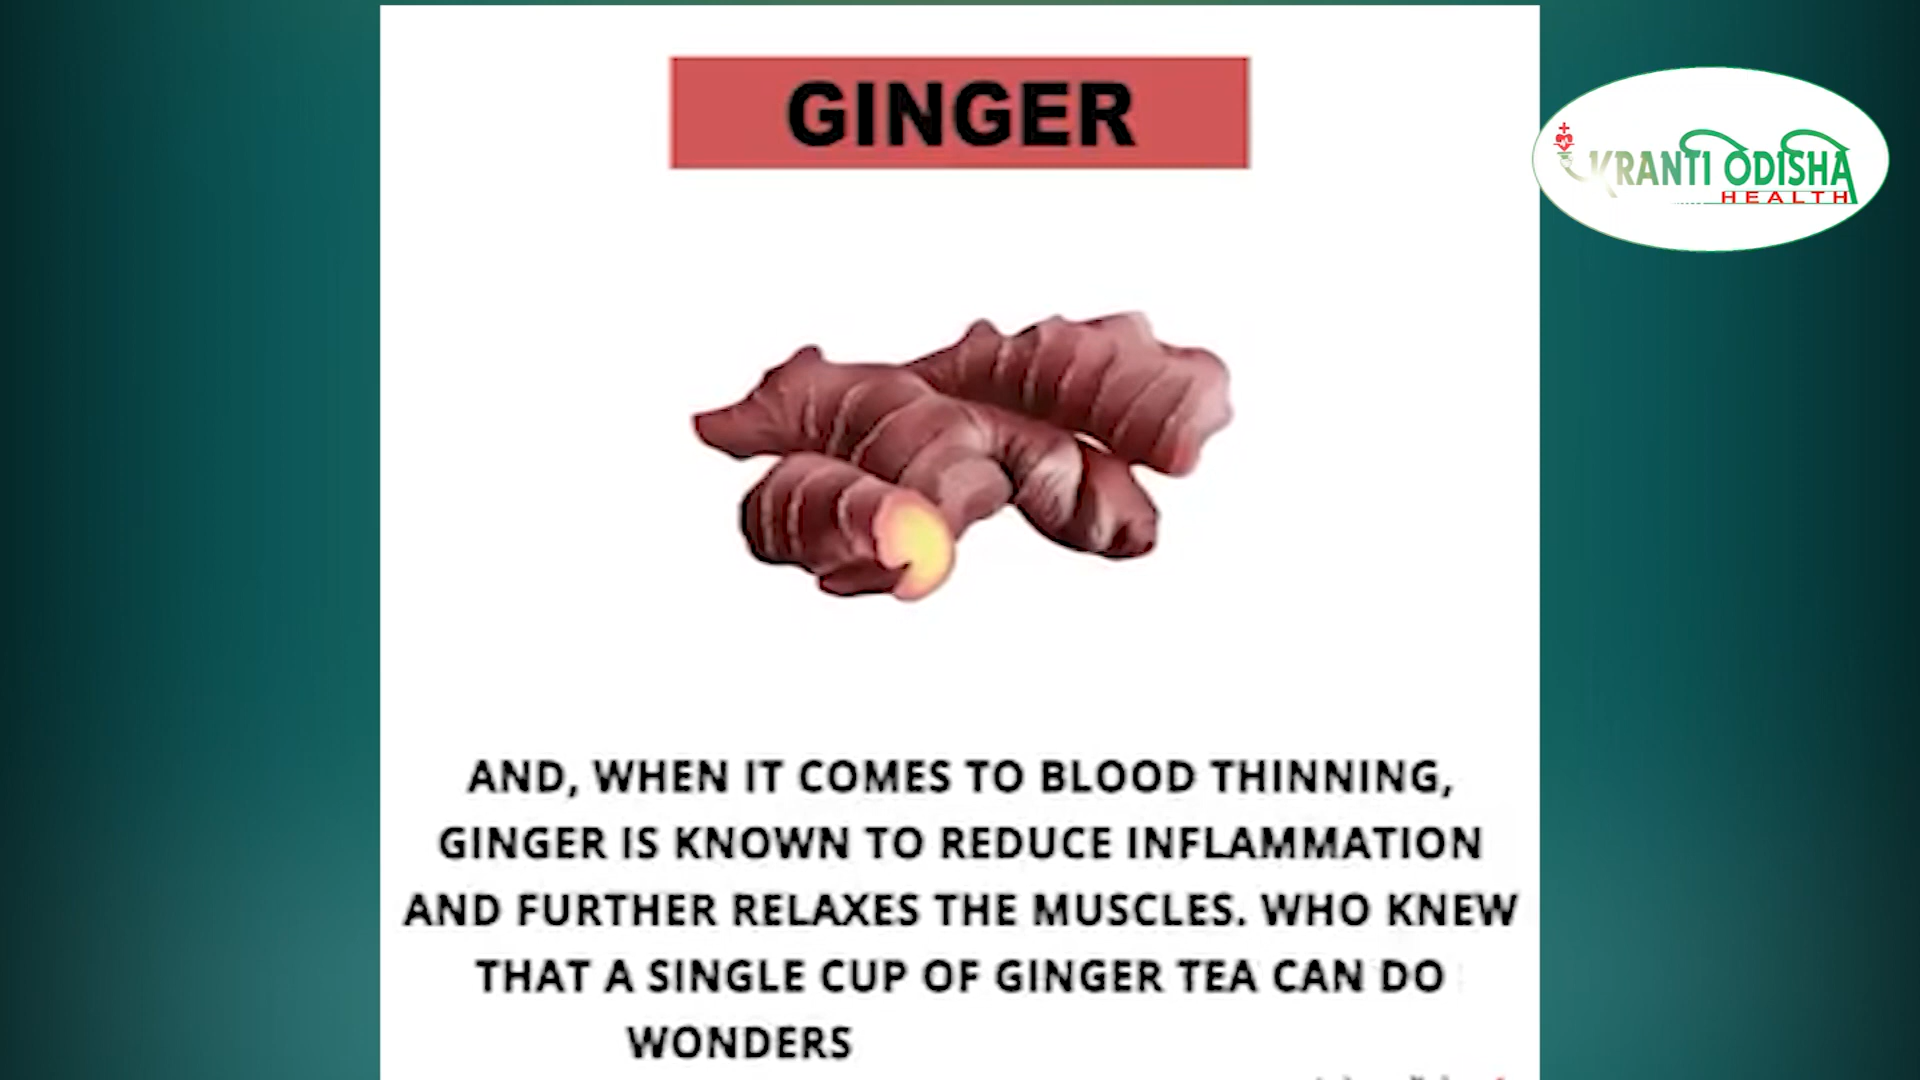 GINGER
KRANTI ODISHA
HEALTH
AND, WHEN IT COMES TO BLOOD THINNING,
GINGER IS KNOWN TO REDUCE INFLAMMATION
AND FURTHER RELAXES THE MUSCLES. WHO KNEW
THAT A SINGLE CUP OF GINGER TEA CAN DO
WONDERS